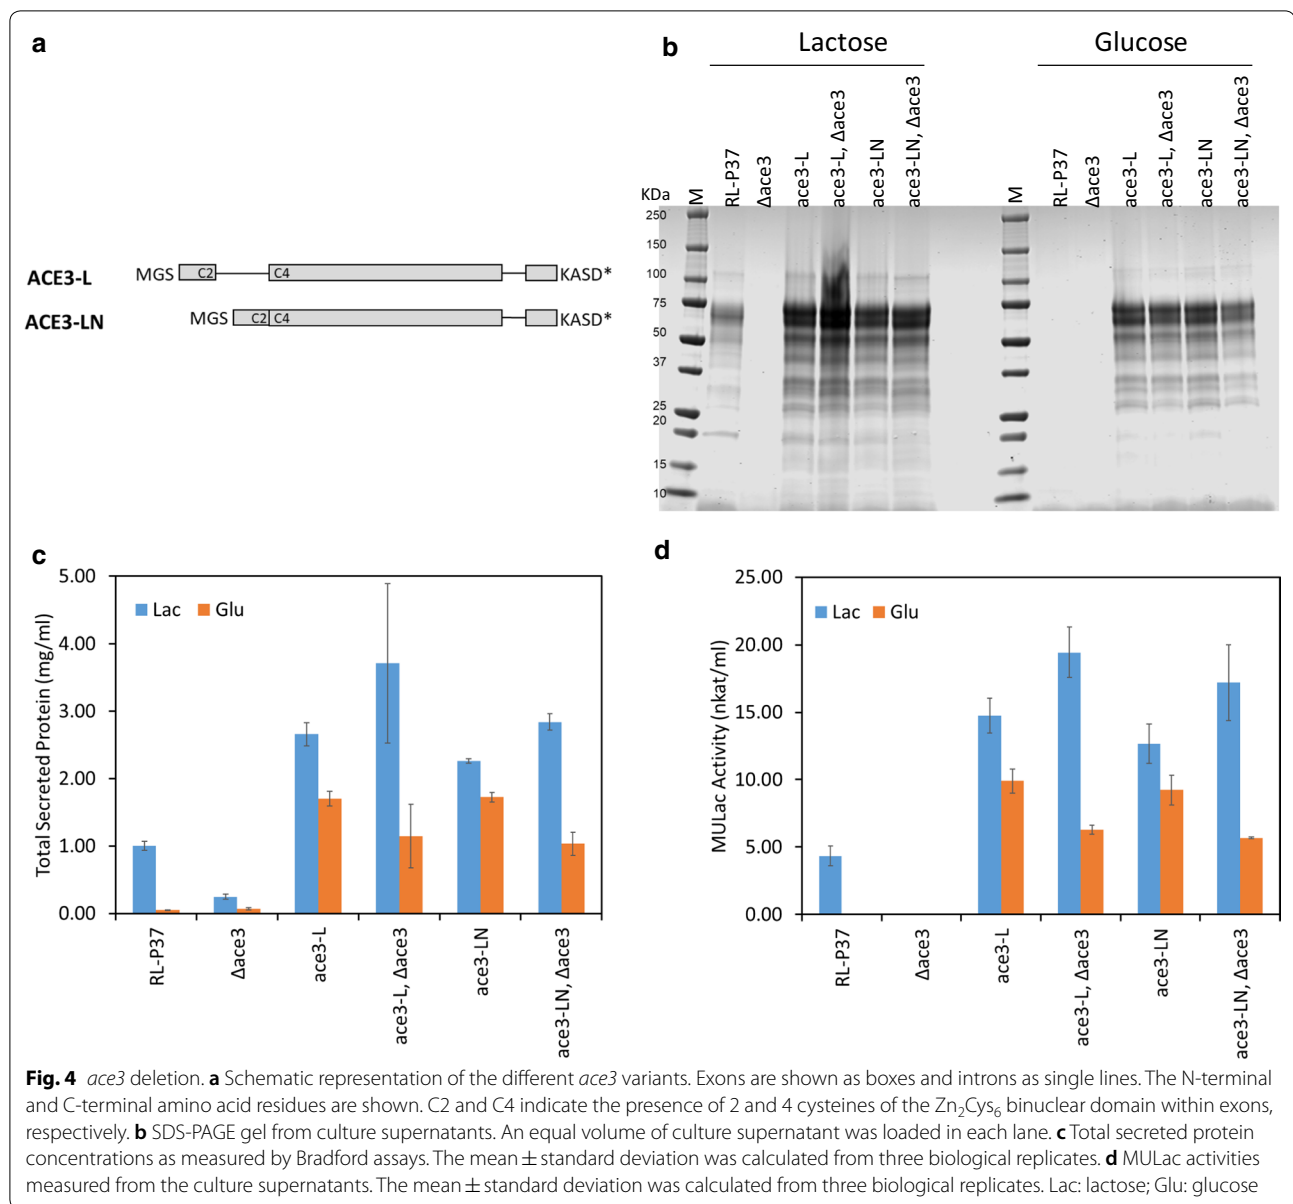 a
ACE3-L
MGS
C2
C4
KASD*
ACE3-LN
MGS
C2
C4
KASD*
b
Lactose
Glucose
KDa
M
RL-P37
Δace3
ace3-L
ace3-L, Δace3
ace3-LN
ace3-LN, Δace3
M
RL-P37
Δace3
ace3-L
ace3-L, Δace3
ace3-LN
ace3-LN, Δace3
250
150
100
75
50
37
25
20
15
10
c
Total Secreted Protein (mg/ml)
5.00
4.00
3.00
2.00
1.00
0.00
Lac
Glu
RL-P37
Δace3
ace3-L
ace3-L, Δace3
ace3-LN
ace3-LN, Δace3
d
MULac Activity (nkat/ml)
25.00
20.00
15.00
10.00
5.00
0.00
Lac
Glu
RL-P37
Δace3
ace3-L
ace3-L, Δace3
ace3-LN
ace3-LN, Δace3
Fig. 4 ace3 deletion. a Schematic representation of the different ace3 variants. Exons are shown as boxes and introns as single lines. The N-terminal
and C-terminal amino acid residues are shown. C2 and C4 indicate the presence of 2 and 4 cysteines of the Zn₂Cys₆ binuclear domain within exons,
respectively. b SDS-PAGE gel from culture supernatants. An equal volume of culture supernatant was loaded in each lane. c Total secreted protein
concentrations as measured by Bradford assays. The mean ± standard deviation was calculated from three biological replicates. d MULac activities
measured from the culture supernatants. The mean ± standard deviation was calculated from three biological replicates. Lac: lactose; Glu: glucose